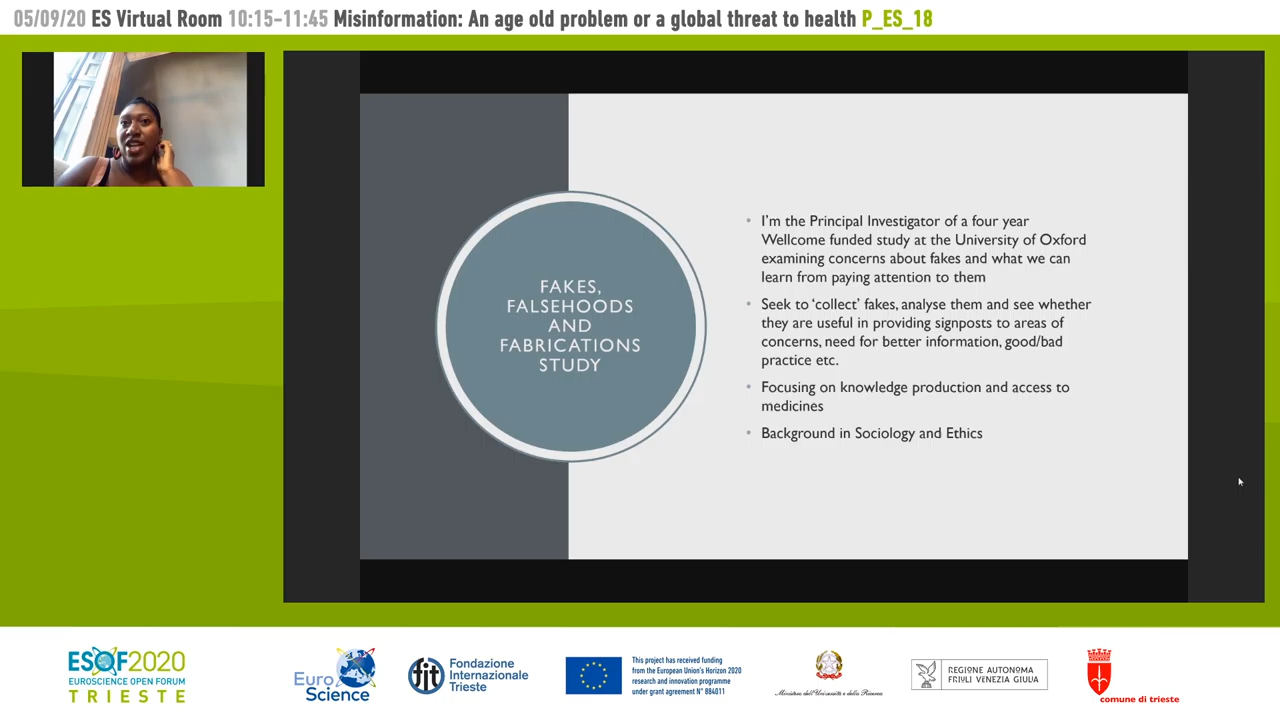 05/09/20 ES Virtual Room 10:15-11:45 Misinformation: An age old problem or a global threat to health P_ES_18
FAKES,
FALSEHOODS
AND
FABRICATIONS
STUDY
• I'm the Principal Investigator of a four year
Wellcome funded study at the University of Oxford
examining concerns about fakes and what we can
learn from paying attention to them
• Seek to 'collect' fakes, analyse them and see whether
they are useful in providing signposts to areas of
concerns, need for better information, good/bad
practice etc.
• Focusing on knowledge production and access to
medicines
• Background in Sociology and Ethics
ESOF2020
EUROSCIENCE OPEN FORUM
TRIESTE
Euro
Science
fit
Fondazione
Internazionale
Trieste
This project has received funding
from the European Union's Horizon 2020
research and innovation programme
under grant agreement N° 884011
Ministero dell'Università e della Ricerca
REGIONE AUTONOMA
FRIULI VENEZIA GIULIA
comune di trieste